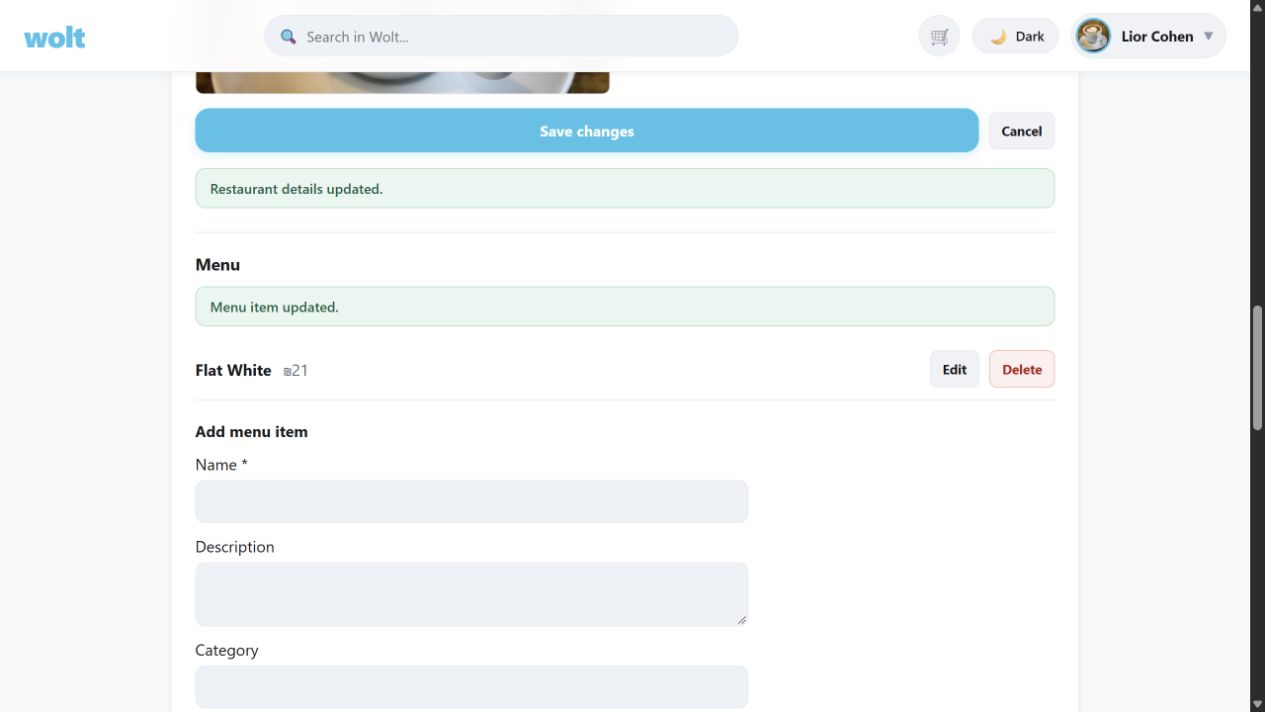 wolt
Search in Wolt...
Dark
Lior Cohen ▼
Save changes
Cancel
Restaurant details updated.
Menu
Menu item updated.
Flat White ₪21
Edit
Delete
Add menu item
Name *
Description
Category